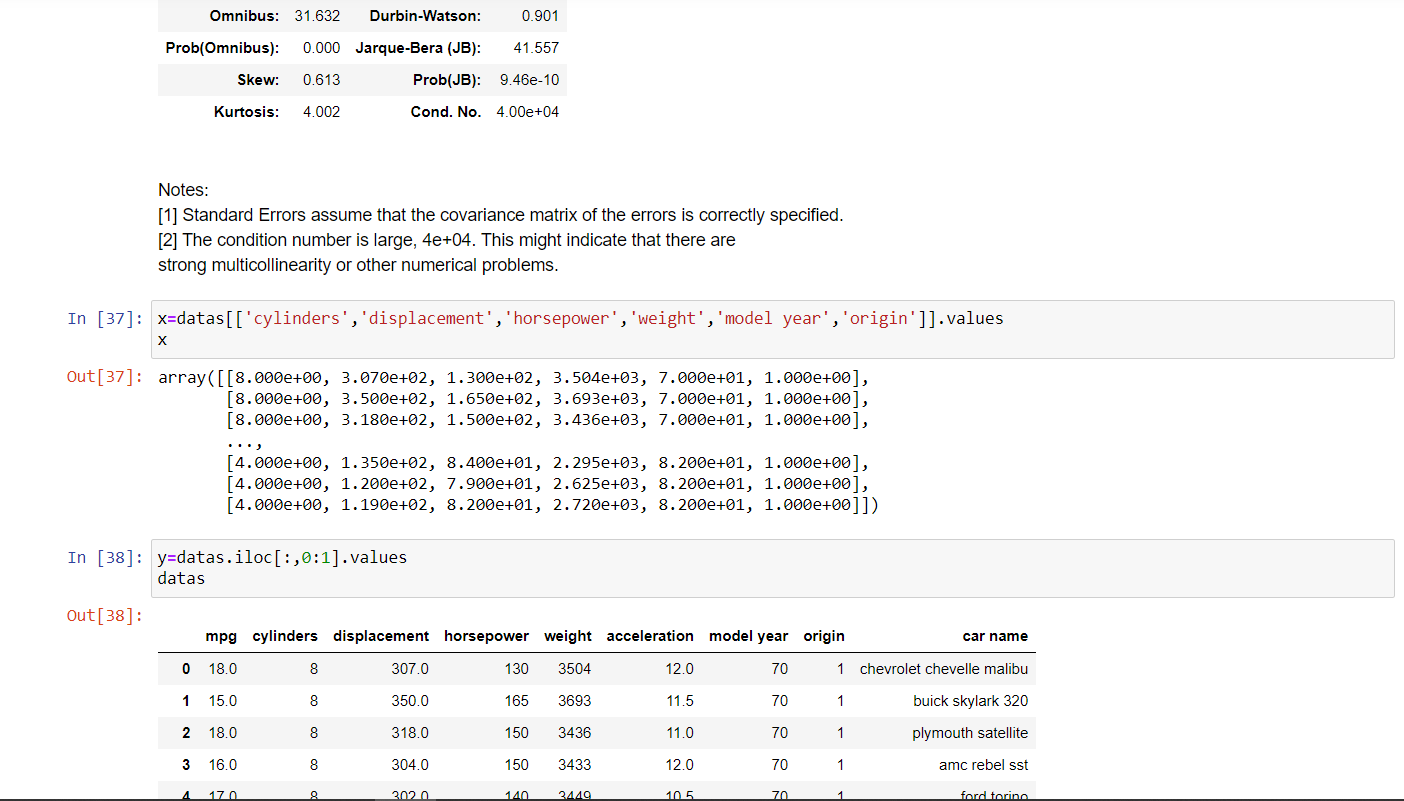 Omnibus: 31.632 Durbin-Watson: 0.901
Prob(Omnibus): 0.000 Jarque-Bera (JB): 41.557
Skew: 0.613 Prob(JB): 9.46e-10
Kurtosis: 4.002 Cond. No. 4.00e+04
Notes:
[1] Standard Errors assume that the covariance matrix of the errors is correctly specified.
[2] The condition number is large, 4e+04. This might indicate that there are
strong multicollinearity or other numerical problems.
In [37]: x=datas[['cylinders','displacement','horsepower','weight','model year','origin']].values
x
Out[37]: array([[8.000e+00, 3.070e+02, 1.300e+02, 3.504e+03, 7.000e+01, 1.000e+00],
[8.000e+00, 3.500e+02, 1.650e+02, 3.693e+03, 7.000e+01, 1.000e+00],
[8.000e+00, 3.180e+02, 1.500e+02, 3.436e+03, 7.000e+01, 1.000e+00],
...,
[4.000e+00, 1.350e+02, 8.400e+01, 2.295e+03, 8.200e+01, 1.000e+00],
[4.000e+00, 1.200e+02, 7.900e+01, 2.625e+03, 8.200e+01, 1.000e+00],
[4.000e+00, 1.190e+02, 8.200e+01, 2.720e+03, 8.200e+01, 1.000e+00]])
In [38]: y=datas.iloc[:,0:1].values
datas
Out[38]:
mpg cylinders displacement horsepower weight acceleration model year origin car name
0 18.0 8 307.0 130 3504 12.0 70 1 chevrolet chevelle malibu
1 15.0 8 350.0 165 3693 11.5 70 1 buick skylark 320
2 18.0 8 318.0 150 3436 11.0 70 1 plymouth satellite
3 16.0 8 304.0 150 3433 12.0 70 1 amc rebel sst
4 17.0 8 302.0 140 3449 10.5 70 1 ford torino